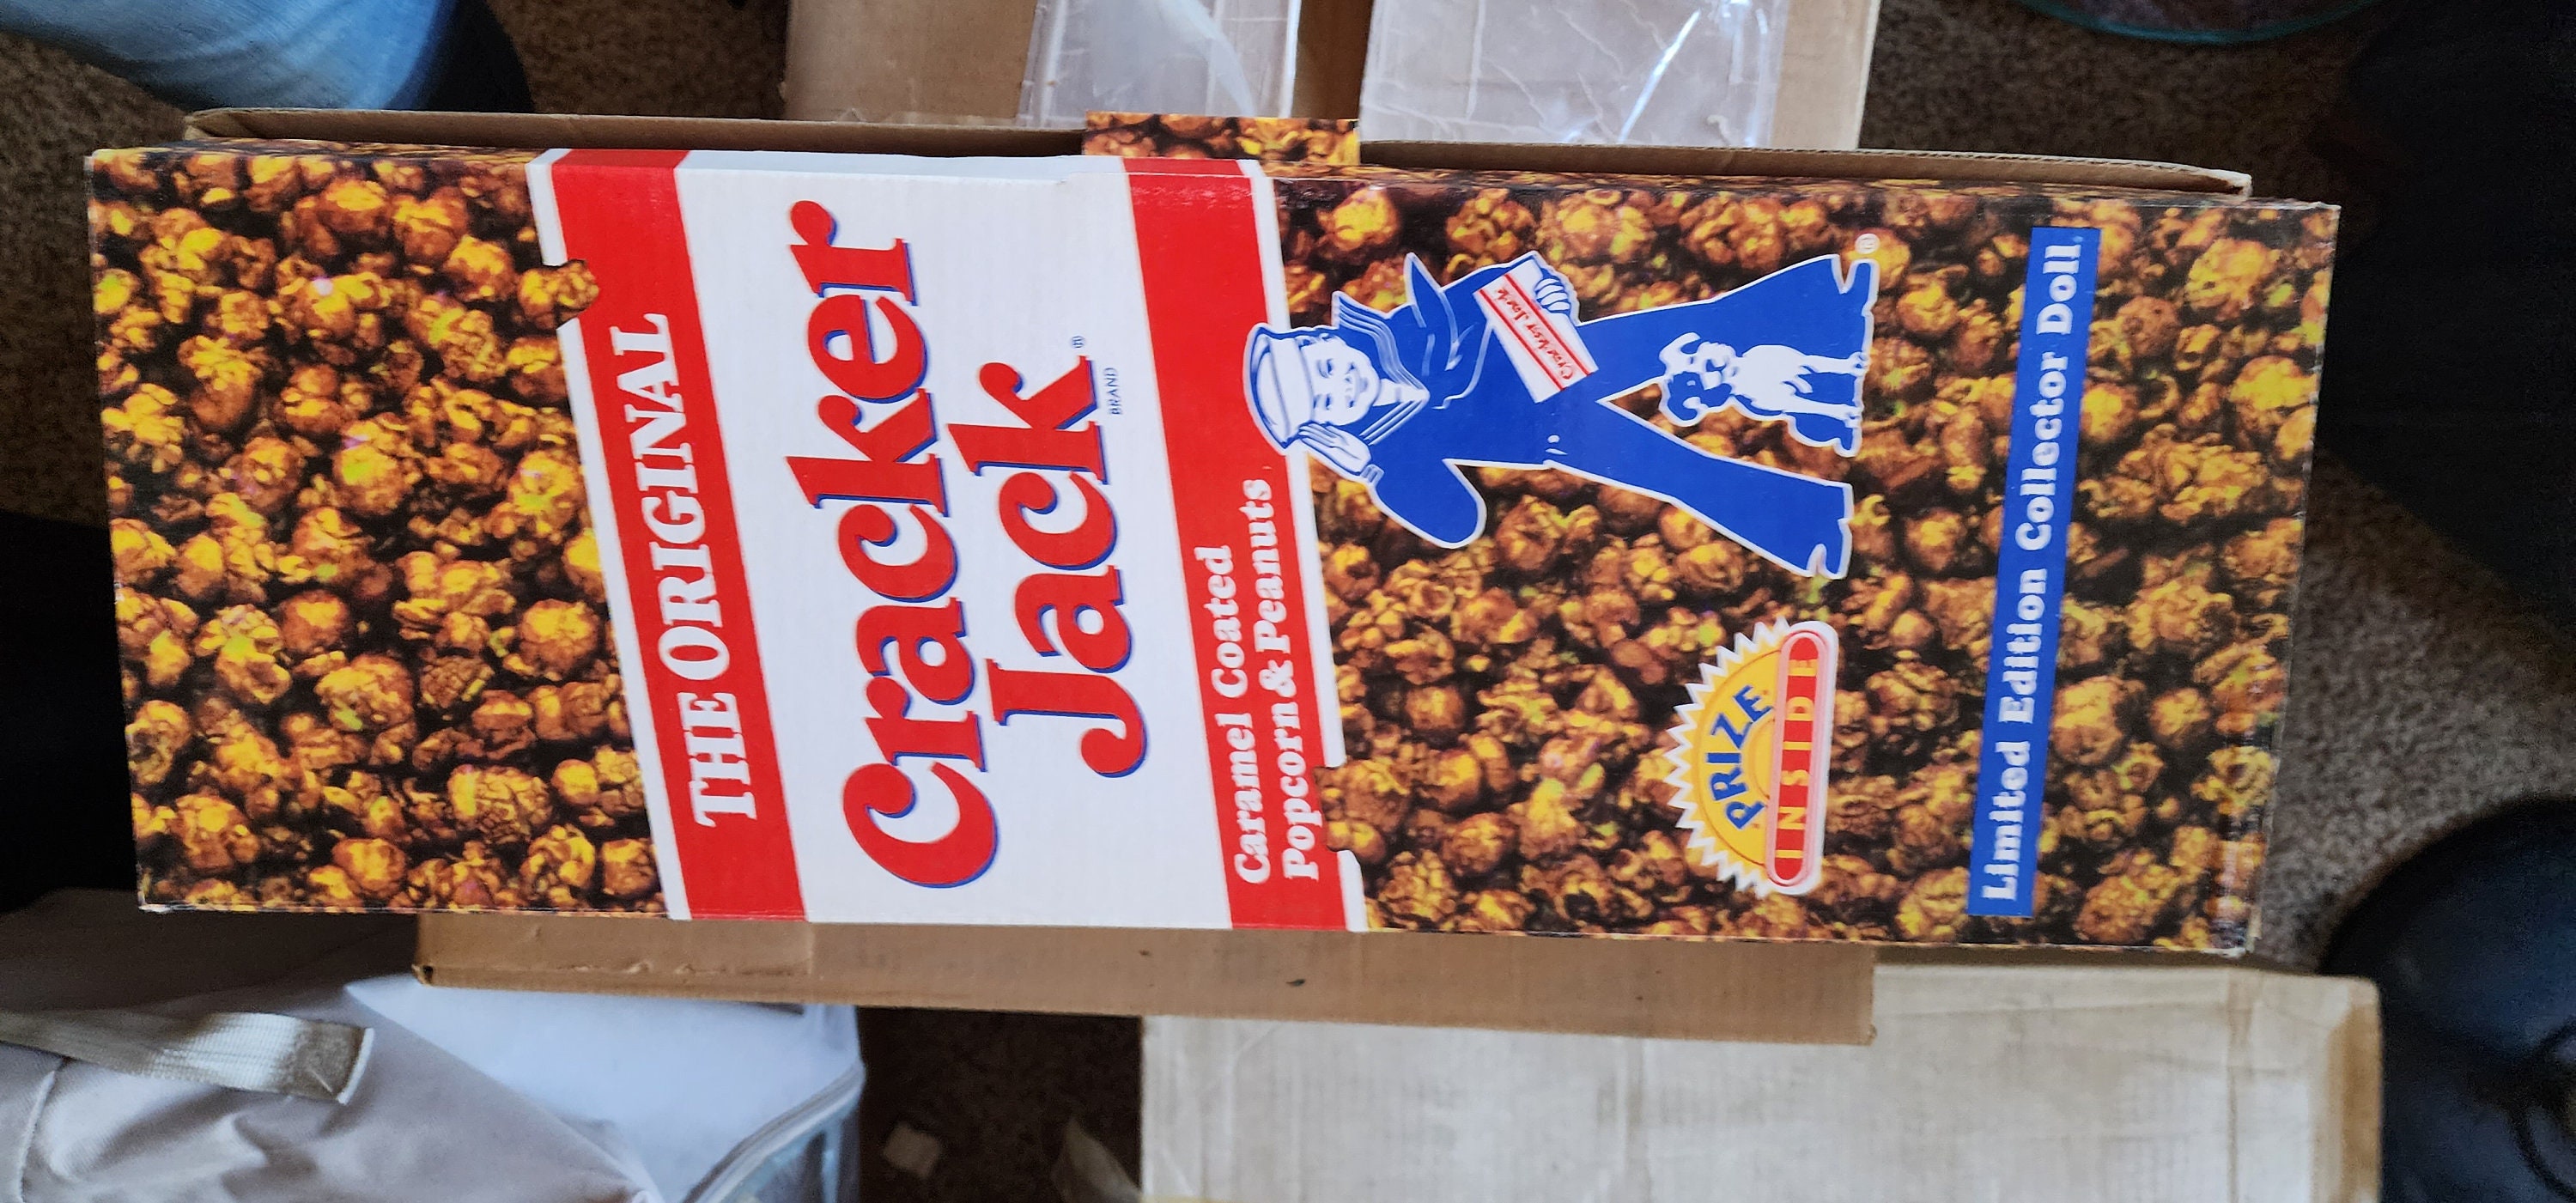 THE ORIGINAL
Cracker
Jack®
BRAND
Caramel Coated
Popcorn & Peanuts
Cracker Jack
®
PRIZE
INSIDE
Limited Edition Collector Doll